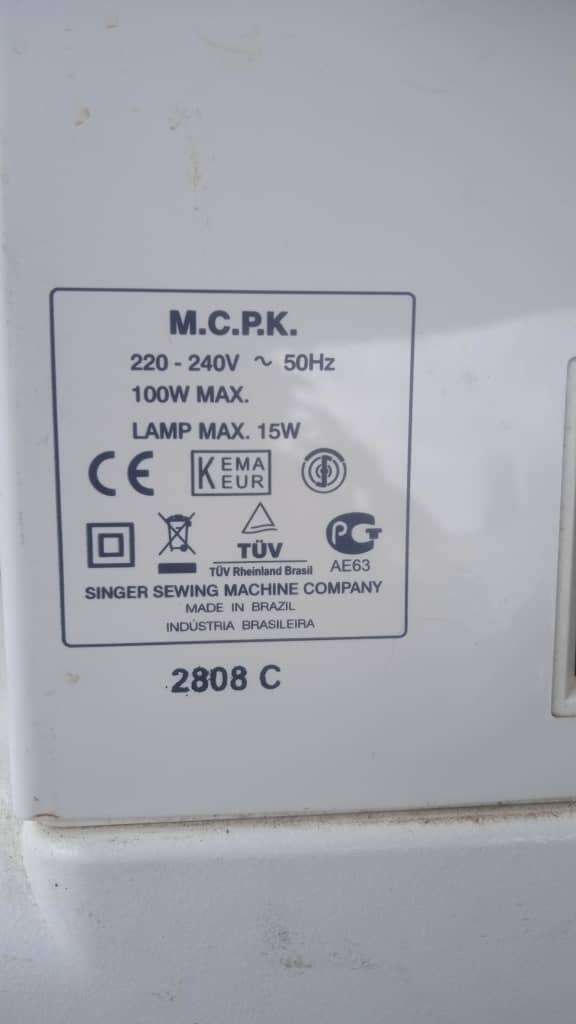 M.C.P.K.
220 - 240V ~ 50Hz
100W MAX.
LAMP MAX. 15W
CE KEMA EUR S
TÜV PG
TÜV Rheinland Brasil AE63
SINGER SEWING MACHINE COMPANY
MADE IN BRAZIL
INDÚSTRIA BRASILEIRA
2808 C